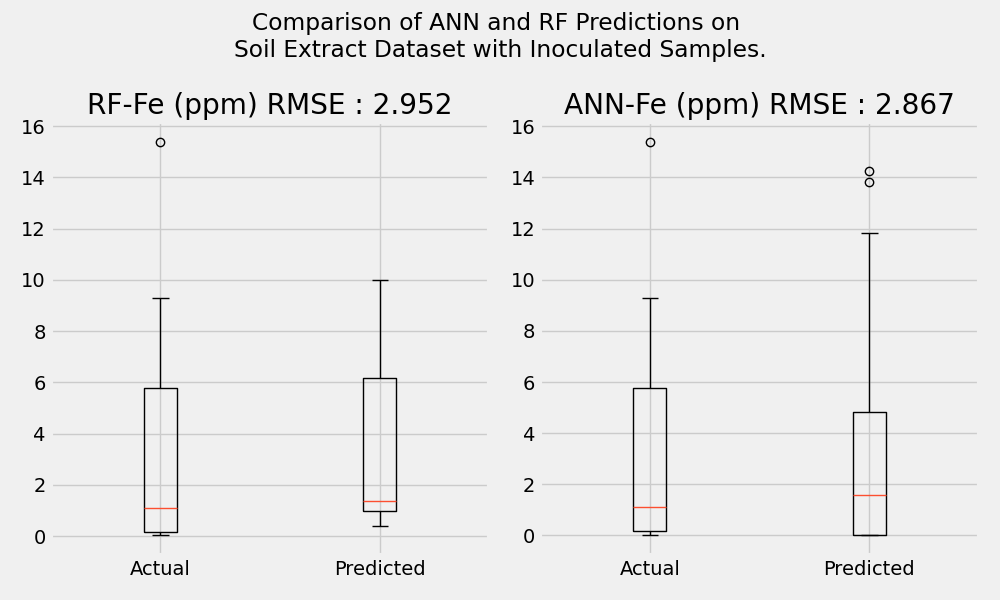 Comparison of ANN and RF Predictions on
Soil Extract Dataset with Inoculated Samples.
RF-Fe (ppm) RMSE : 2.952
16
14
12
10
8
6
4
2
0
Actual
Predicted
ANN-Fe (ppm) RMSE : 2.867
16
14
12
10
8
6
4
2
0
Actual
Predicted